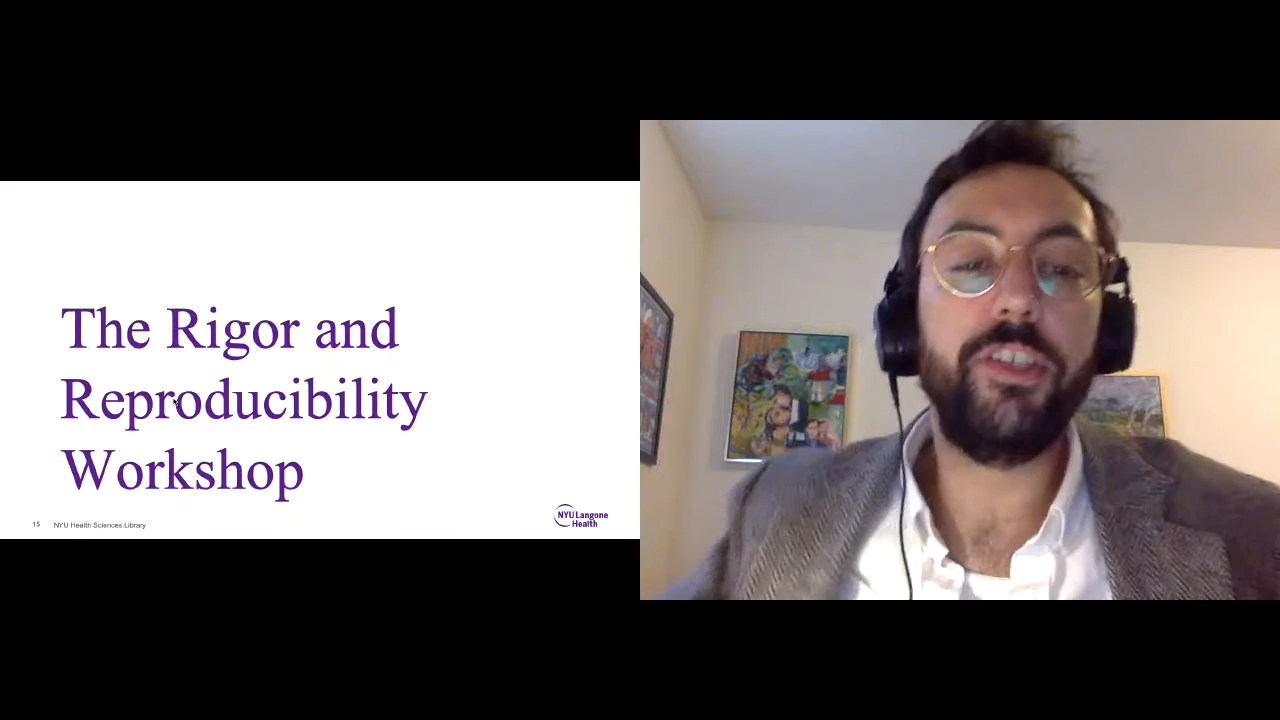 The Rigor and
Reproducibility
Workshop
15 NYU Health Sciences Library
NYU Langone
Health